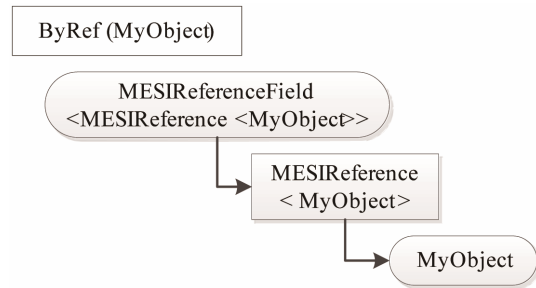 ByRef (MyObject)
MESIReferenceField
<MESIReference <MyObject>>
MESIReference
< MyObject>
MyObject